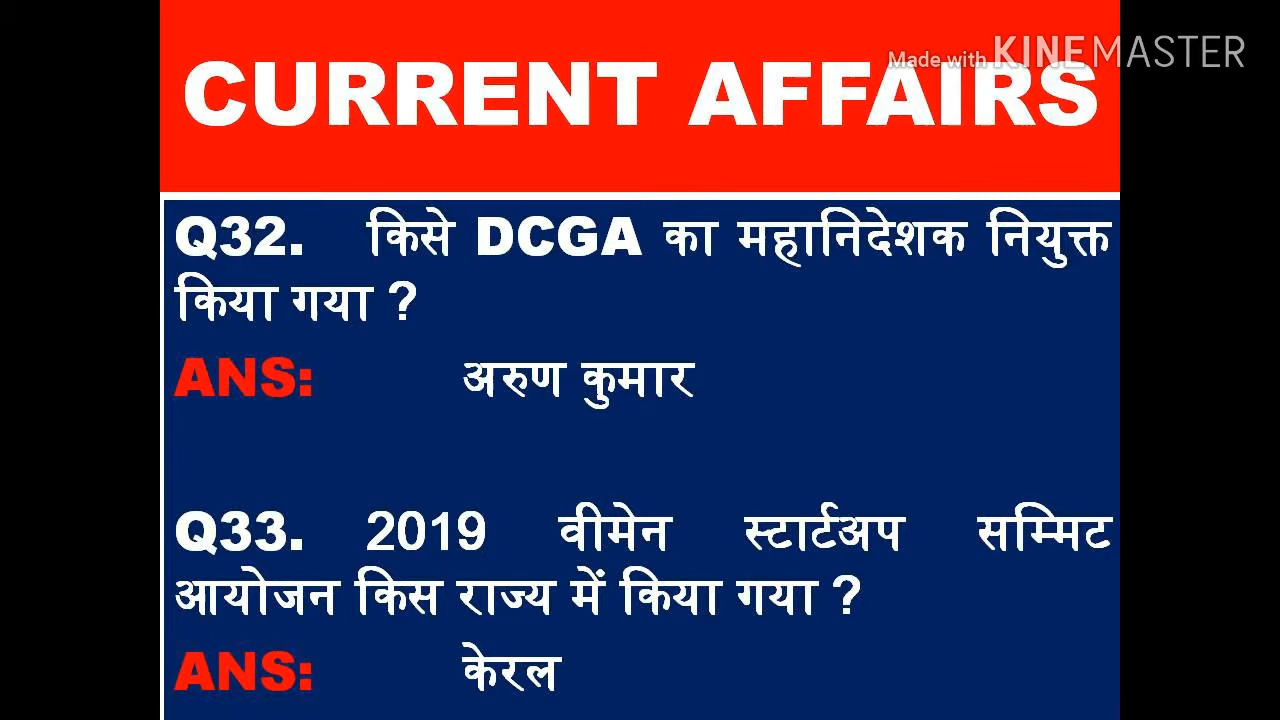 Made with KINEMASTER
CURRENT AFFAIRS
Q32. किसे DCGA का महानिदेशक नियुक्त
किया गया ?
ANS: अरुण कुमार
Q33. 2019 वीमेन स्टार्टअप सम्मिट
आयोजन किस राज्य में किया गया ?
ANS: केरल